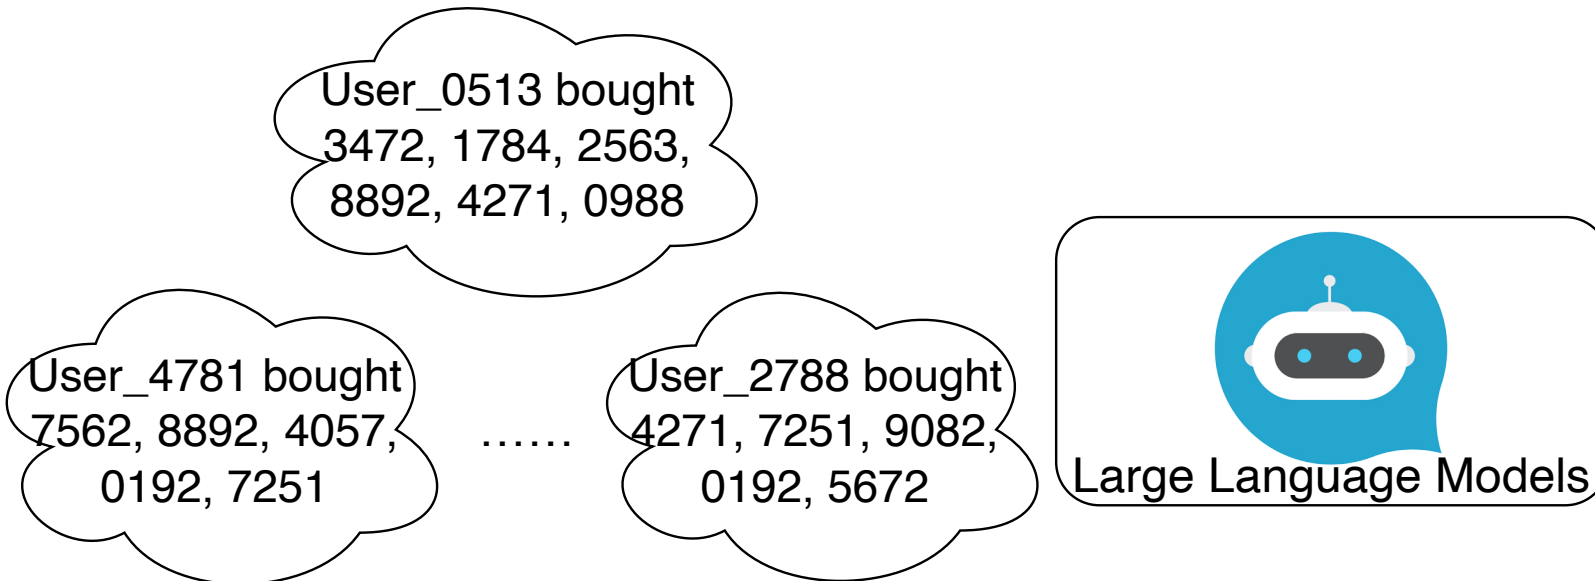 User_0513 bought
3472, 1784, 2563,
8892, 4271, 0988
User_4781 bought
7562, 8892, 4057,
0192, 7251
......
User_2788 bought
4271, 7251, 9082,
0192, 5672
Large Language Models